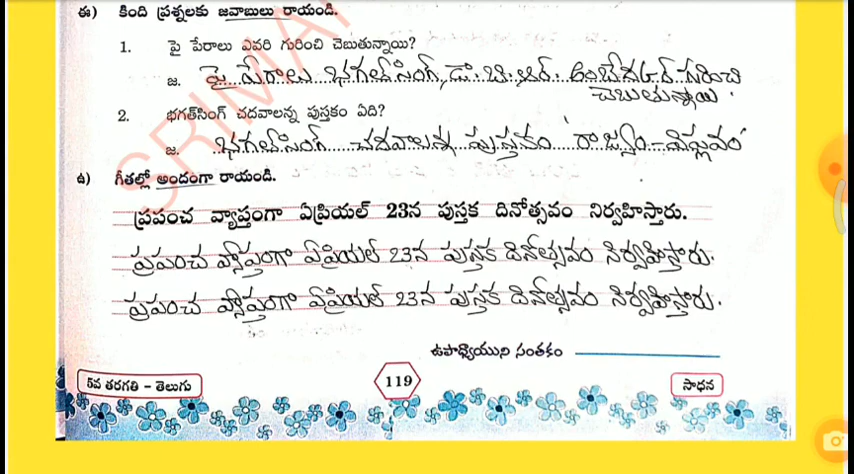 ఈ) కింది ప్రశ్నలకు జవాబులు రాయండి.
1. పై పేరాలు ఎవరి గురించి చెబుతున్నాయి?
జ. పై పేరాలు భగత్‌సింగ్, డా. బి. ఆర్. అంబేద్కర్ గురించి
చెబుతున్నాయి.
2. భగత్‌సింగ్ చదవాలన్న పుస్తకం ఏది?
జ. భగత్‌సింగ్ చదవాలన్న పుస్తకం 'రాజ్యం - విప్లవం'
ఉ) గీతల్లో అందంగా రాయండి.
ప్రపంచ వ్యాప్తంగా ఏప్రియల్ 23న పుస్తక దినోత్సవం నిర్వహిస్తారు.
ప్రపంచ వ్యాప్తంగా ఏప్రియల్ 23న పుస్తక దినోత్సవం నిర్వహిస్తారు.
ప్రపంచ వ్యాప్తంగా ఏప్రియల్ 23న పుస్తక దినోత్సవం నిర్వహిస్తారు.
ఉపాధ్యాయుని సంతకం
5వ తరగతి - తెలుగు
119
సాధన